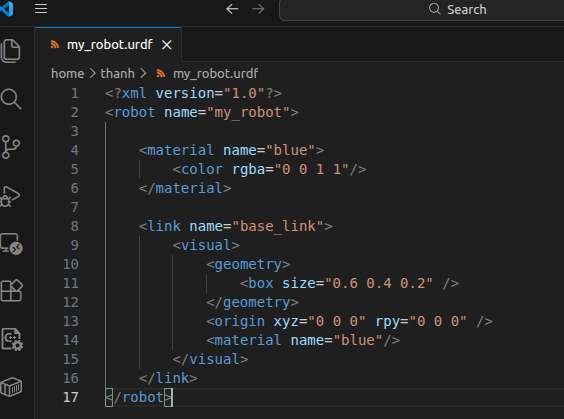 Search
my_robot.urdf
home > thanh > my_robot.urdf
1 <?xml version="1.0"?>
2 <robot name="my_robot">
3
4     <material name="blue">
5         <color rgba="0 0 1 1"/>
6     </material>
7
8     <link name="base_link">
9         <visual>
10             <geometry>
11                 <box size="0.6 0.4 0.2" />
12             </geometry>
13             <origin xyz="0 0 0" rpy="0 0 0" />
14             <material name="blue"/>
15         </visual>
16     </link>
17 </robot>